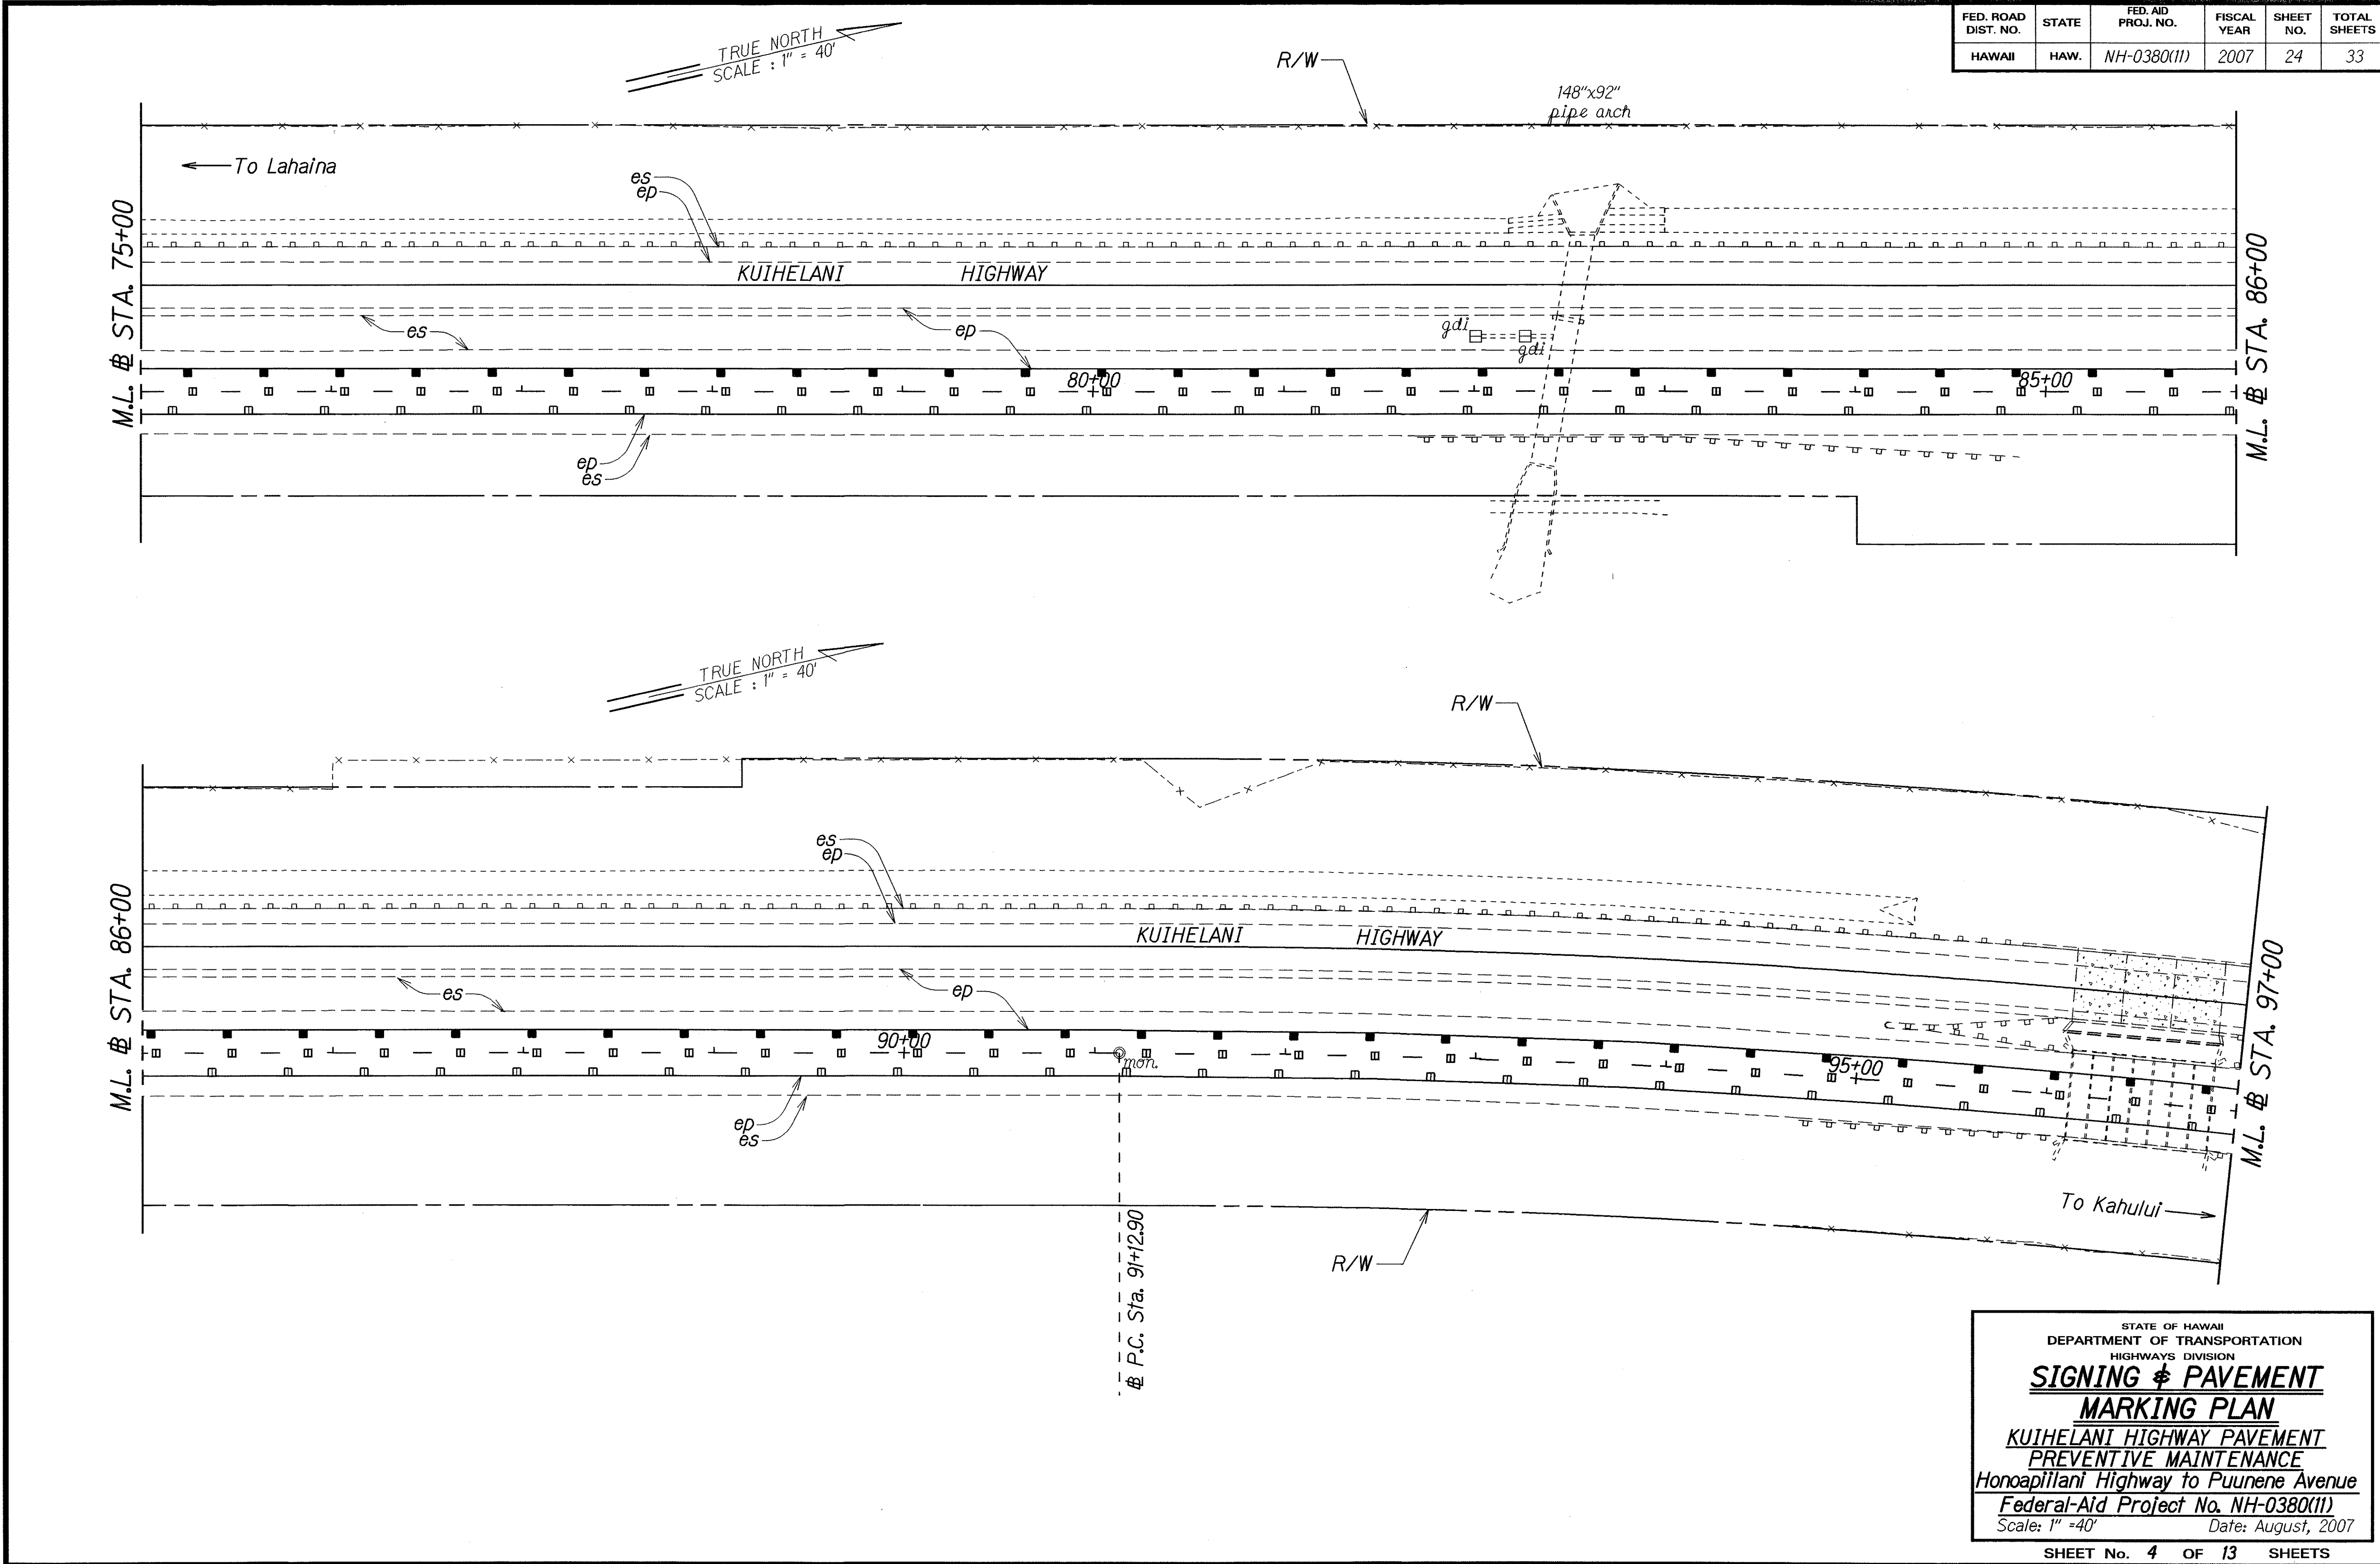 FED. ROAD DIST. NO. STATE FED. AID PROJ. NO. FISCAL YEAR SHEET NO. TOTAL SHEETS
HAWAII HAW. NH-0380(11) 2007 24 33
TRUE NORTH
SCALE : 1" = 40'
R/W
148"x92"
pipe arch
To Lahaina
es
ep
M.L. ⅊ STA. 75+00
KUIHELANI HIGHWAY
es
ep
gdi
gdi
80+00
85+00
M.L. ⅊ STA. 86+00
ep
es
TRUE NORTH
SCALE : 1" = 40'
R/W
es
ep
M.L. ⅊ STA. 86+00
KUIHELANI HIGHWAY
es
ep
90+00
mon.
95+00
M.L. ⅊ STA. 97+00
ep
es
⅊ P.C. Sta. 91+12.90
R/W
To Kahului
STATE OF HAWAII
DEPARTMENT OF TRANSPORTATION
HIGHWAYS DIVISION
SIGNING & PAVEMENT
MARKING PLAN
KUIHELANI HIGHWAY PAVEMENT
PREVENTIVE MAINTENANCE
Honoapiilani Highway to Puunene Avenue
Federal-Aid Project No. NH-0380(11)
Scale: 1" =40' Date: August, 2007
SHEET No. 4 OF 13 SHEETS